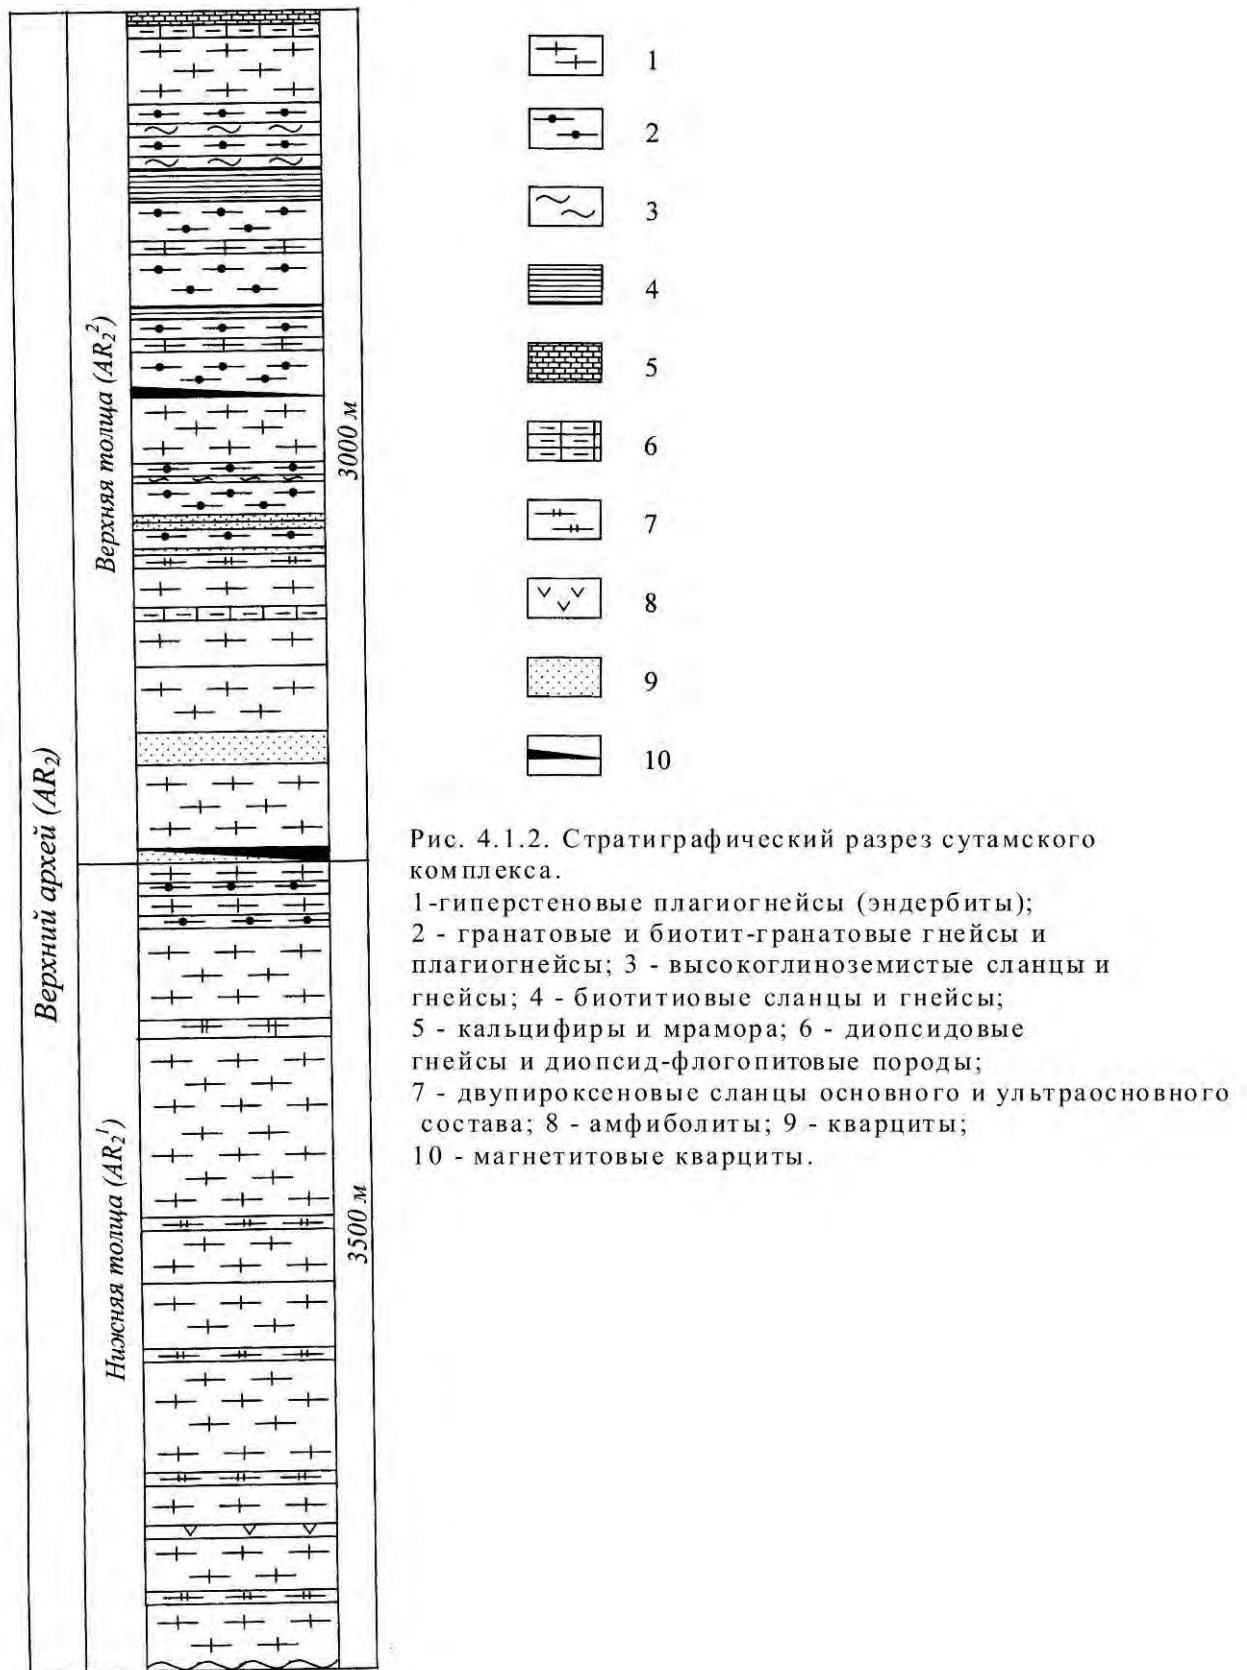 Верхний архей (AR₂)
Верхняя толща (AR₂²)
3000 м
Нижняя толща (AR₂¹)
3500 м
1
2
3
4
5
6
7
8
9
10
Рис. 4.1.2. Стратиграфический разрез сутамского
комплекса.
1-гиперстеновые плагиогнейсы (эндербиты);
2 - гранатовые и биотит-гранатовые гнейсы и
плагиогнейсы; 3 - высокоглиноземистые сланцы и
гнейсы; 4 - биотитиовые сланцы и гнейсы;
5 - кальцифиры и мрамора; 6 - диопсидовые
гнейсы и диопсид-флогопитовые породы;
7 - двупироксеновые сланцы основного и ультраосновного
состава; 8 - амфиболиты; 9 - кварциты;
10 - магнетитовые кварциты.